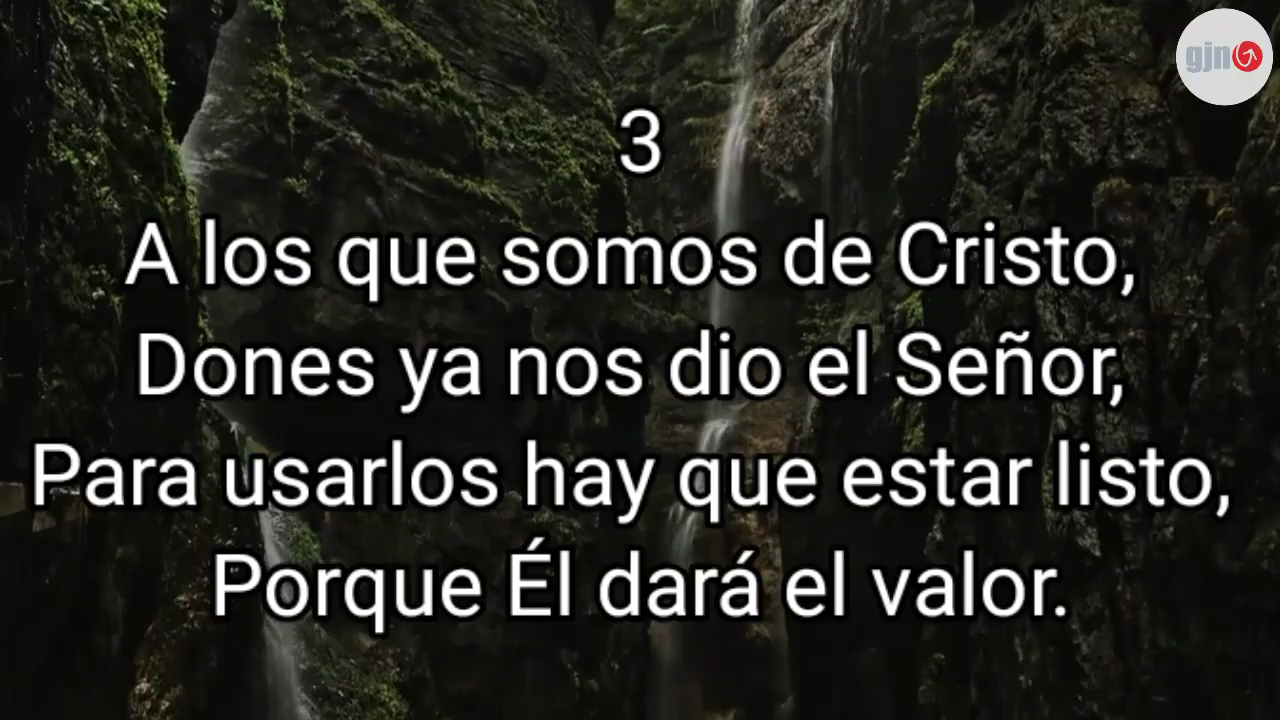 gjn
3
A los que somos de Cristo,
Dones ya nos dio el Señor,
Para usarlos hay que estar listo,
Porque Él dará el valor.